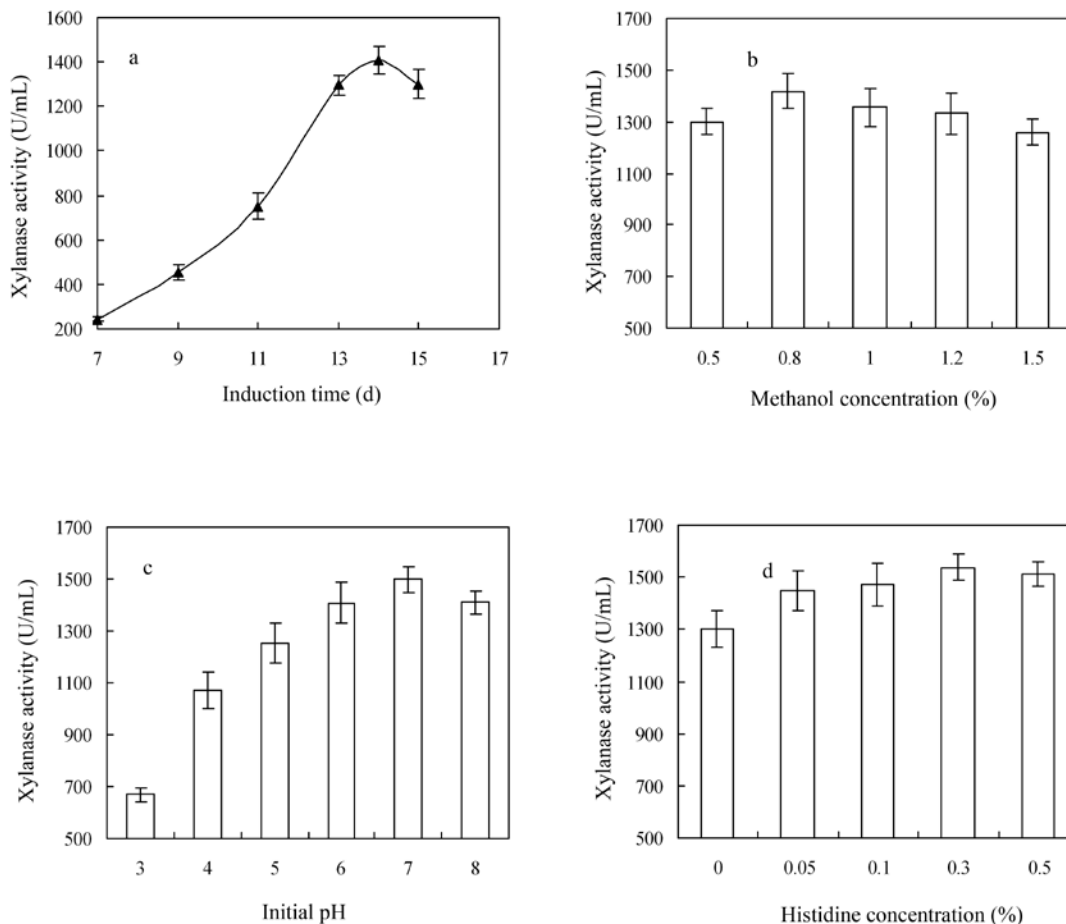 1600
1400
1200
1000
800
600
400
200
a
Xylanase activity (U/mL)
7 9 11 13 15 17
Induction time (d)
1700
1500
1300
1100
900
700
500
b
Xylanase activity (U/mL)
0.5 0.8 1 1.2 1.5
Methanol concentration (%)
1700
1500
1300
1100
900
700
500
c
Xylanase activity (U/mL)
3 4 5 6 7 8
Initial pH
1700
1500
1300
1100
900
700
500
d
Xylanase activity (U/mL)
0 0.05 0.1 0.3 0.5
Histidine concentration (%)